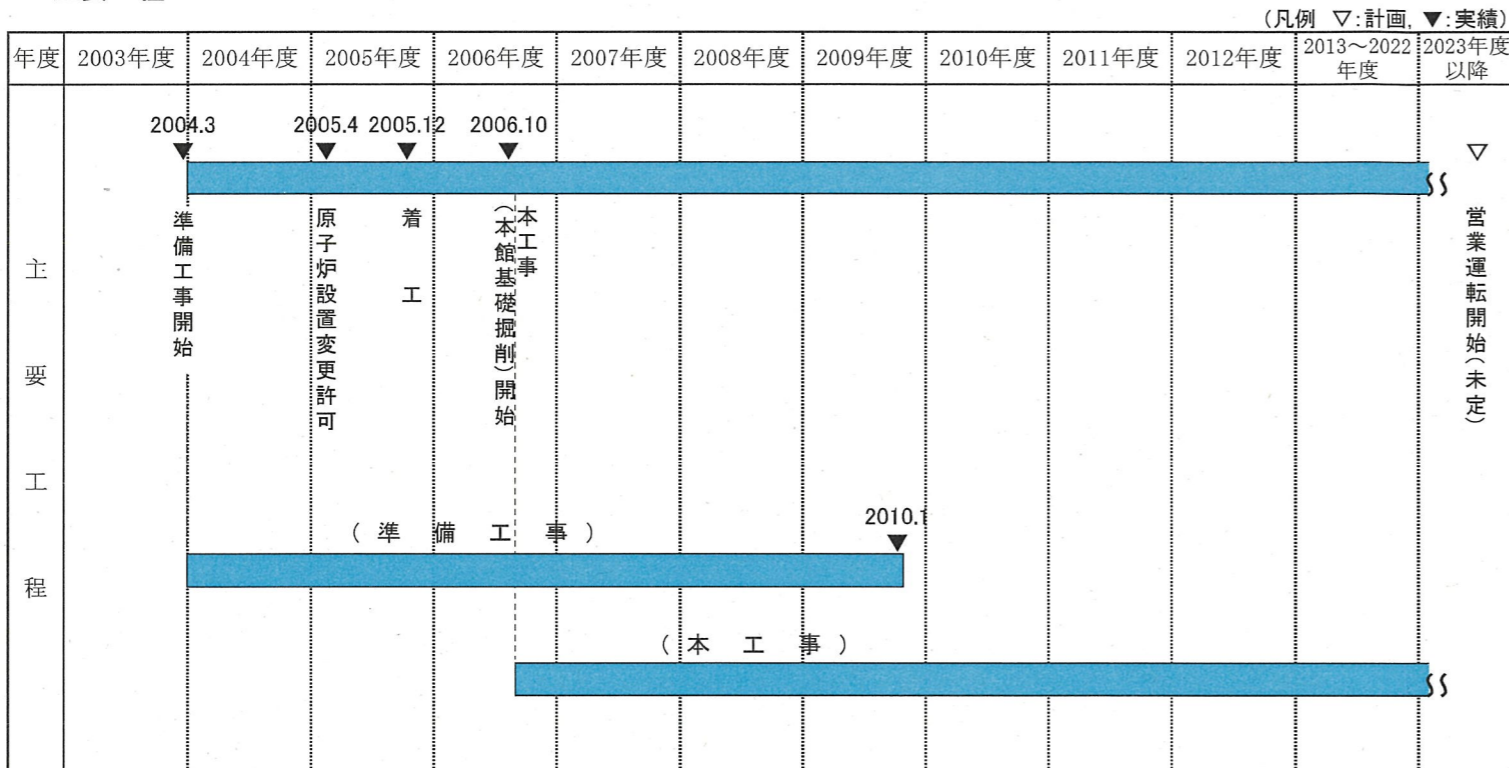 (凡例 ▽:計画, ▼:実績)
年度 2003年度 2004年度 2005年度 2006年度 2007年度 2008年度 2009年度 2010年度 2011年度 2012年度 2013～2022年度 2023年度以降
2004.3 2005.4 2005.12 2006.10
▼ ▼ ▼ ▼ ▽
主要工程
準備工事開始
原子炉設置変更許可
着工
本工事
(本館基礎掘削)開始
営業運転開始(未定)
(準備工事)
2010.1
▼
(本工事)